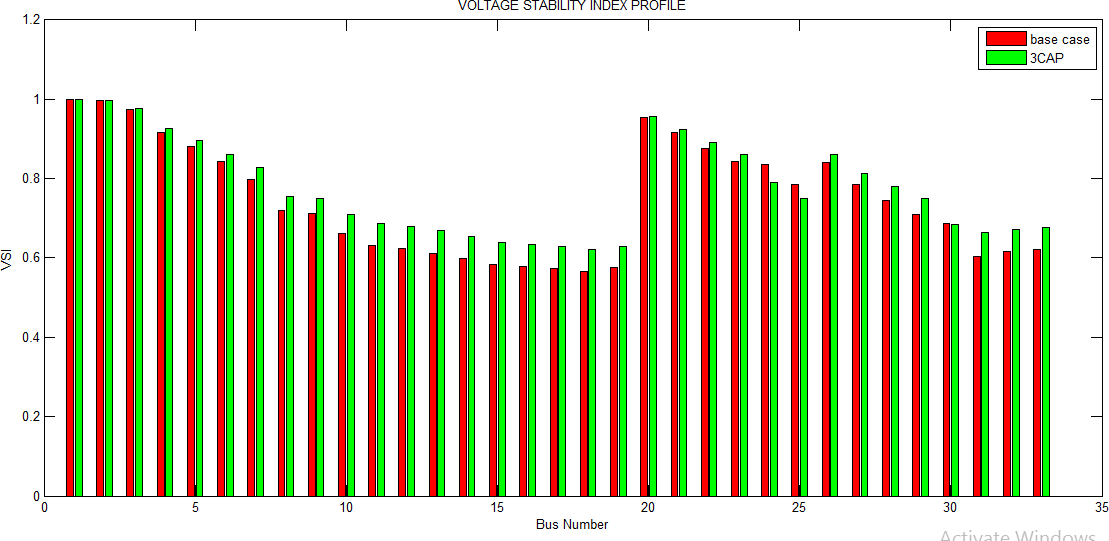 VOLTAGE STABILITY INDEX PROFILE
1.2
1
0.8
0.6
0.4
0.2
0
VSI
base case
3CAP
0 5 10 15 20 25 30 35
Bus Number
Activate Windows